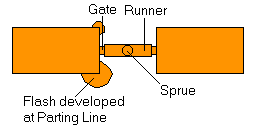 Gate Runner
Sprue
Flash developed
at Parting Line